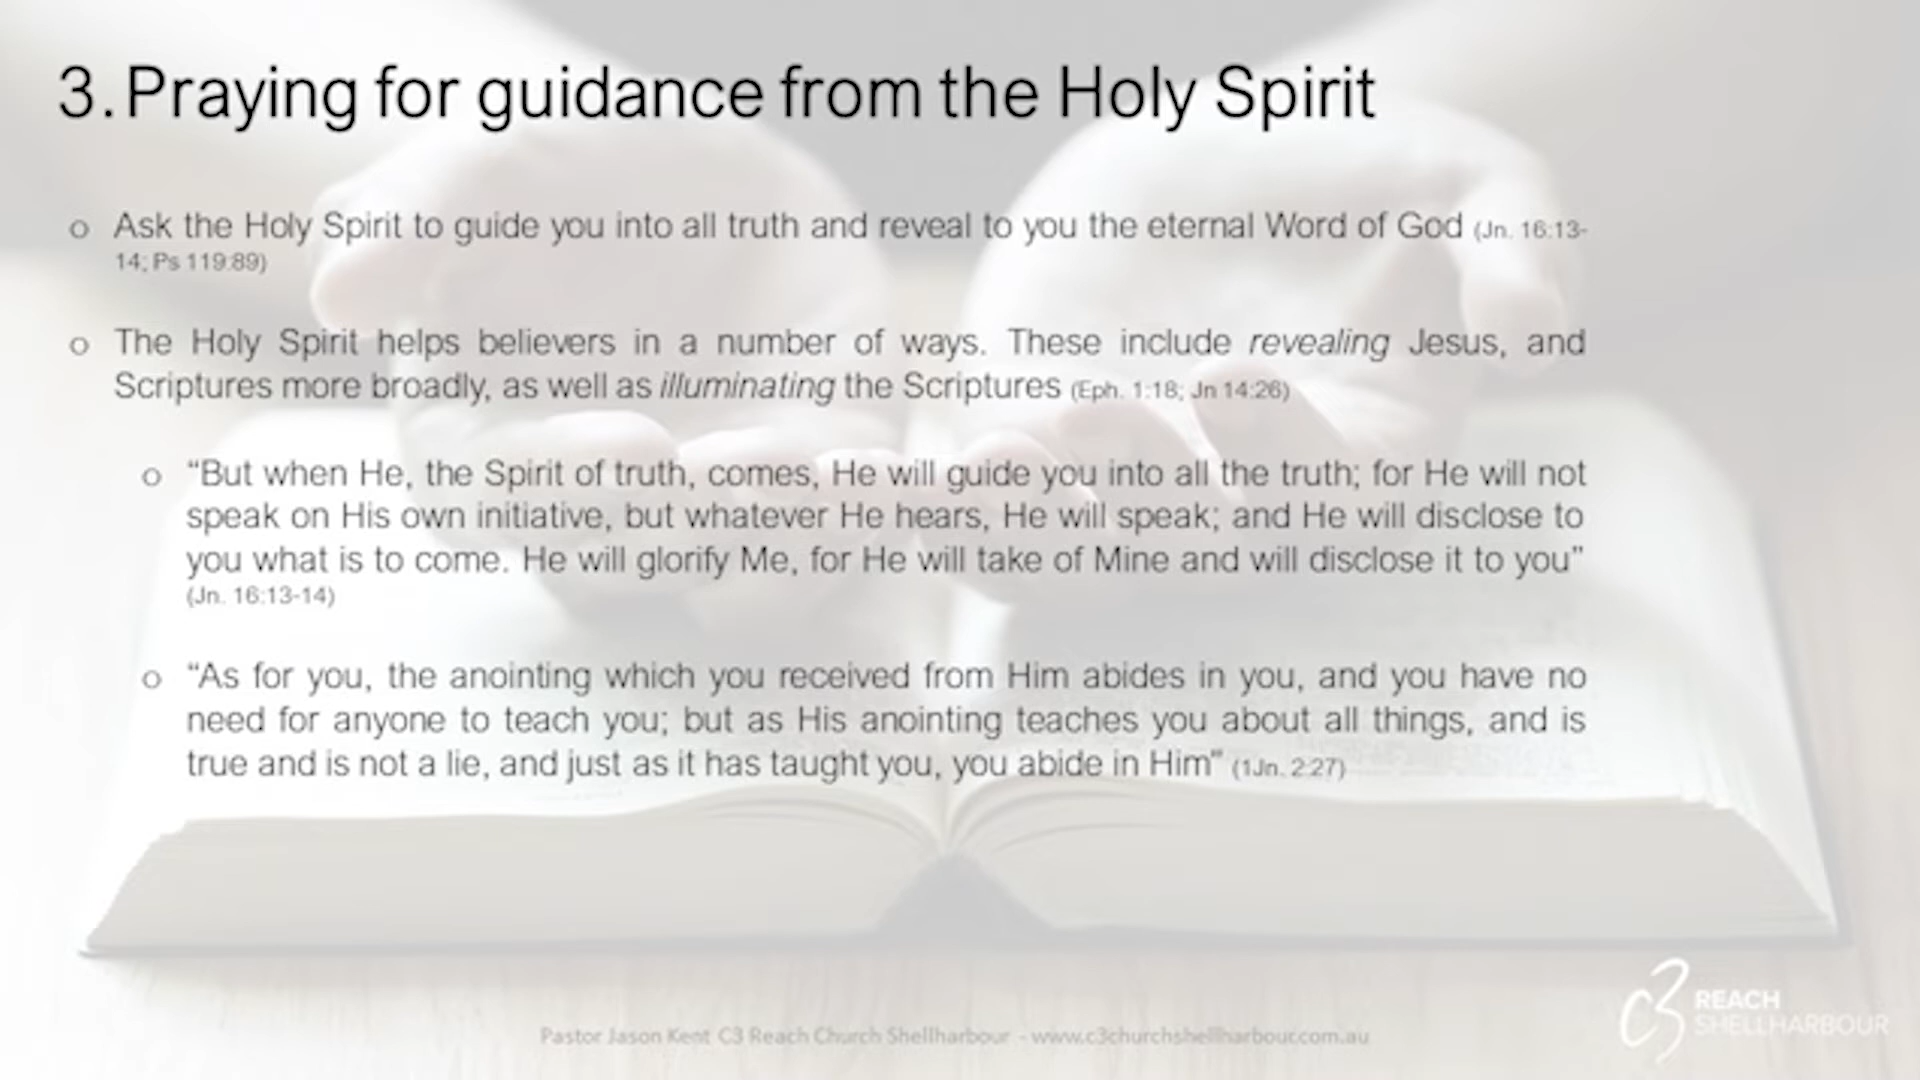 3. Praying for guidance from the Holy Spirit
o Ask the Holy Spirit to guide you into all truth and reveal to you the eternal Word of God (Jn. 16:13-
14; Ps 119:89)
o The Holy Spirit helps believers in a number of ways. These include revealing Jesus, and
Scriptures more broadly, as well as illuminating the Scriptures (Eph. 1:18; Jn 14:26)
o “But when He, the Spirit of truth, comes, He will guide you into all the truth; for He will not
speak on His own initiative, but whatever He hears, He will speak; and He will disclose to
you what is to come. He will glorify Me, for He will take of Mine and will disclose it to you”
(Jn. 16:13-14)
o “As for you, the anointing which you received from Him abides in you, and you have no
need for anyone to teach you; but as His anointing teaches you about all things, and is
true and is not a lie, and just as it has taught you, you abide in Him” (1Jn. 2:27)
Pastor Jason Kent C3 Reach Church Shellharbour - www.c3churchshellharbour.com.au
C3 REACH
SHELLHARBOUR